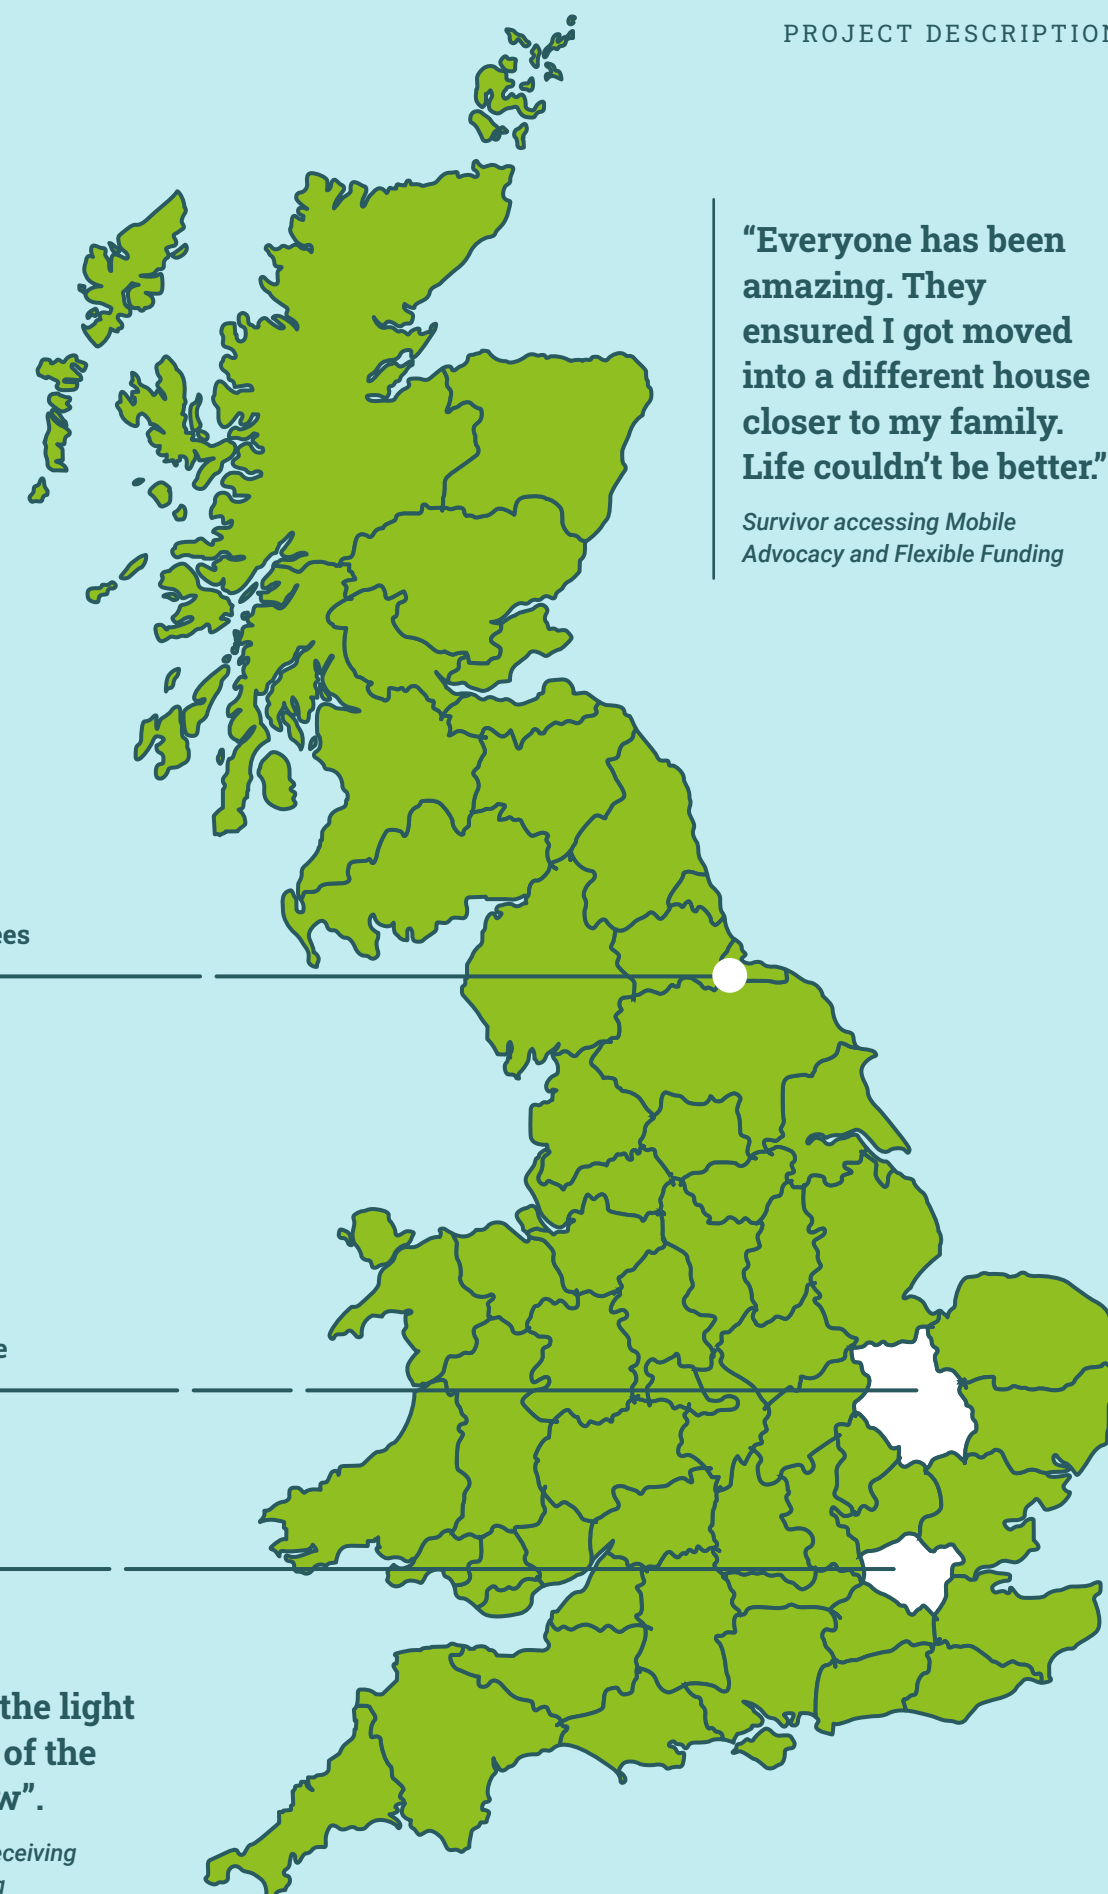 PROJECT DESCRIPTION
“Everyone has been
amazing. They
ensured I got moved
into a different house
closer to my family.
Life couldn’t be better.”
Survivor accessing Mobile
Advocacy and Flexible Funding
ees
e
the light
of the
w”.
eceiving
g